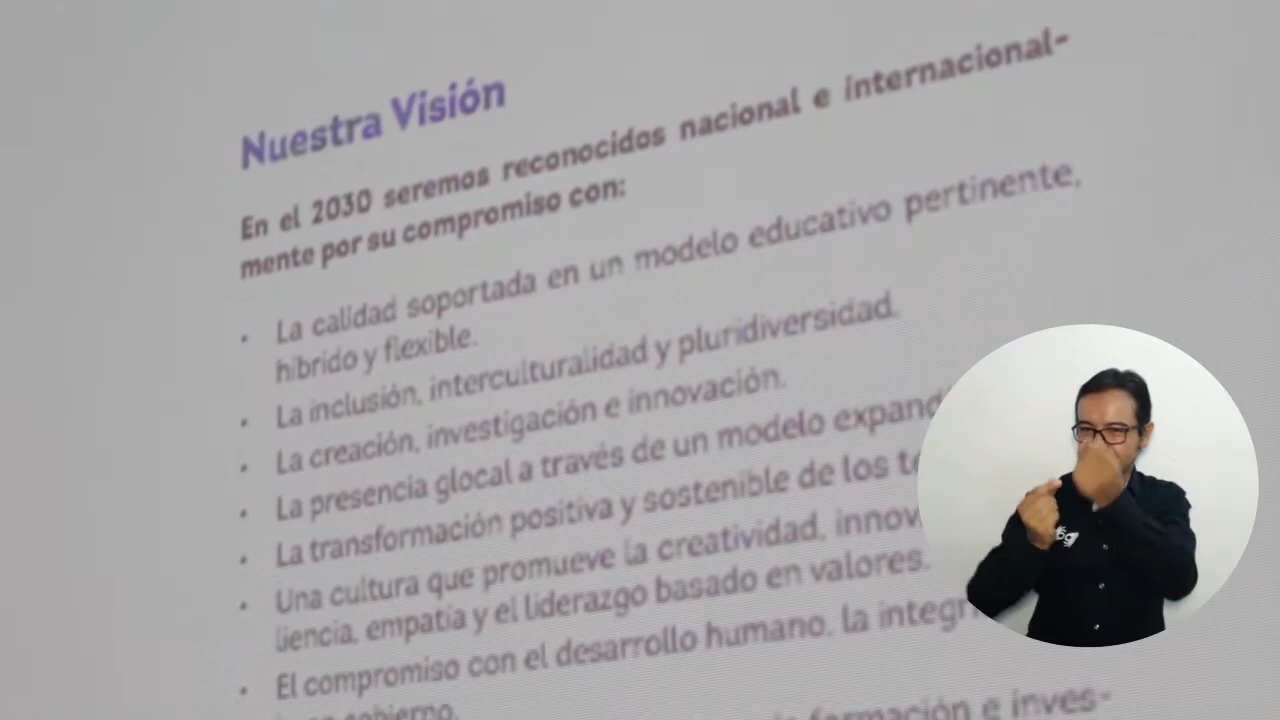 Nuestra Visión
En el 2030 seremos reconocidos nacional e internacional-
mente por su compromiso con:
• La calidad soportada en un modelo educativo pertinente,
híbrido y flexible.
• La inclusión, interculturalidad y pluridiversidad.
• La creación, investigación e innovación.
• La presencia glocal a través de un modelo
• La transformación positiva y sostenible de los
• Una cultura que promueve la creatividad,
liencia, empatía y el liderazgo basado en valores.
• El compromiso con el desarrollo humano, la
gobierno.
formación e inves-